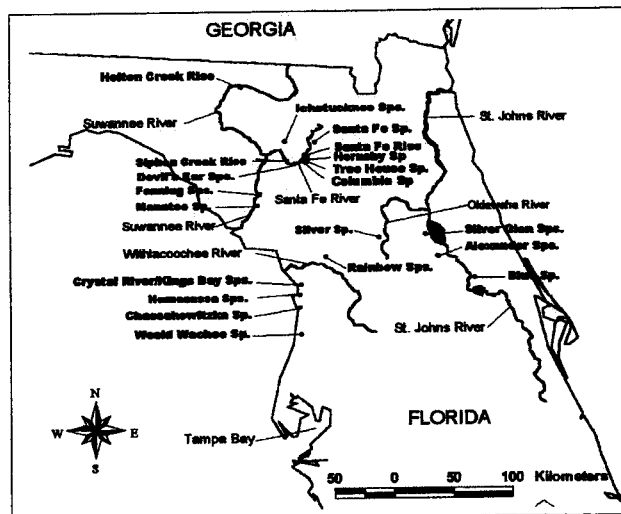 GEORGIA
Holton Creek Rise
Ichetucknee Sps.
Suwannee River
St. Johns River
Santa Fe Sp.
Santa Fe Rise
Siphon Creek Rise
Hornsby Sp
Devil's Ear Sps.
Tree House Sp.
Columbia Sp
Fanning Sps.
Manatee Sp.
Santa Fe River
Oklawaha River
Suwannee River
Silver Sp.
Silver Glen Sps.
Withlacoochee River
Alexander Sps.
Rainbow Sps.
Crystal River/Kings Bay Sps.
Blue Sp.
Homosassa Sps.
Chassahowitzka Sp.
Weeki Wachee Sp.
St. Johns River
N
W
E
S
Tampa Bay
FLORIDA
50 0 50 100 Kilometers